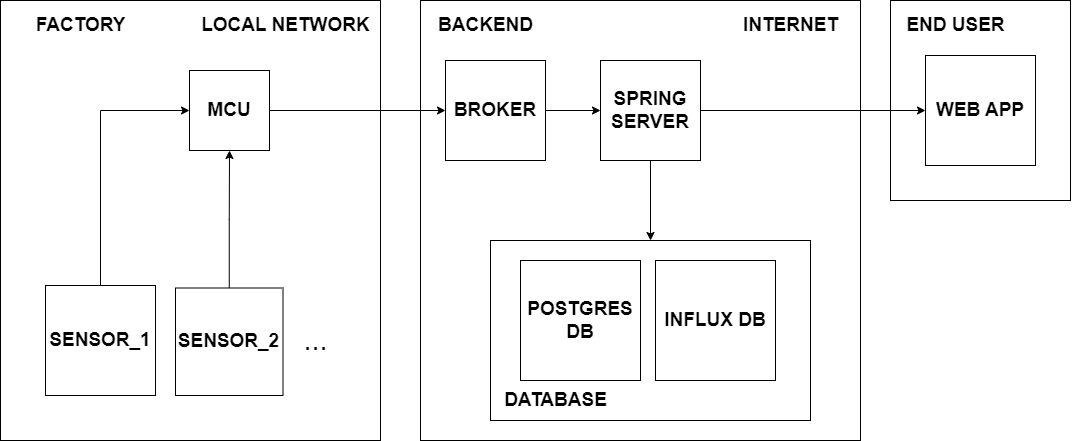 FACTORY
LOCAL NETWORK
BACKEND
INTERNET
END USER
MCU
BROKER
SPRING
SERVER
WEB APP
SENSOR_1
SENSOR_2
...
POSTGRES
DB
INFLUX DB
DATABASE